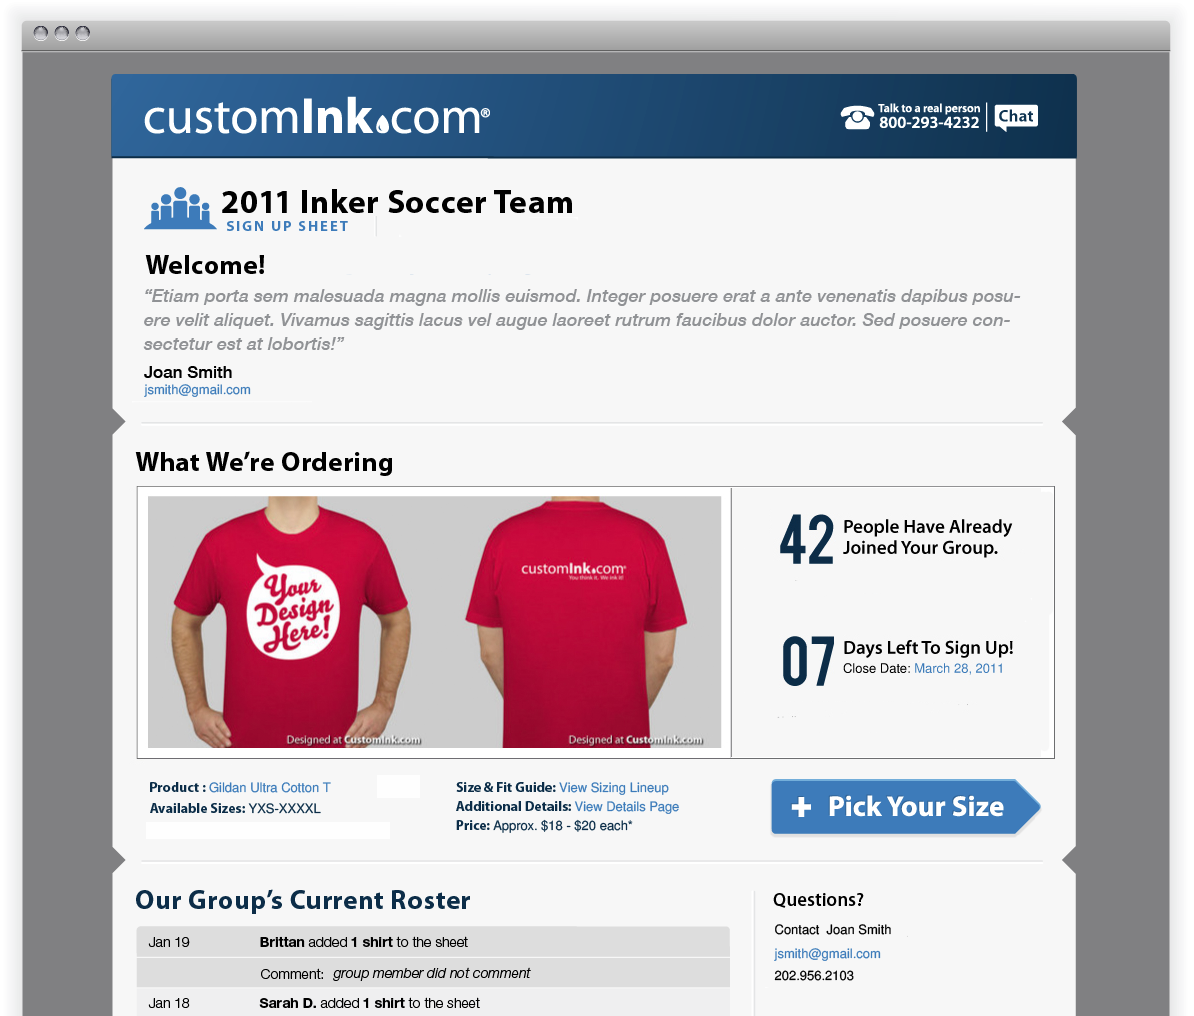 customInk.com®
Talk to a real person
800-293-4232
Chat
2011 Inker Soccer Team
SIGN UP SHEET
Welcome!
“Etiam porta sem malesuada magna mollis euismod. Integer posuere erat a ante venenatis dapibus posu-
ere velit aliquet. Vivamus sagittis lacus vel augue laoreet rutrum faucibus dolor auctor. Sed posuere con-
sectetur est at lobortis!”
Joan Smith
jsmith@gmail.com
What We’re Ordering
Your
Design
Here!
Designed at CustomInk.com
customInk.com®
You think it. We ink it!
Designed at CustomInk.com
42 People Have Already
Joined Your Group.
07 Days Left To Sign Up!
Close Date: March 28, 2011
Product : Gildan Ultra Cotton T
Available Sizes: YXS-XXXXL
Size & Fit Guide: View Sizing Lineup
Additional Details: View Details Page
Price: Approx. $18 - $20 each*
+ Pick Your Size
Our Group’s Current Roster
Jan 19 Brittan added 1 shirt to the sheet
Comment: group member did not comment
Jan 18 Sarah D. added 1 shirt to the sheet
Questions?
Contact Joan Smith
jsmith@gmail.com
202.956.2103